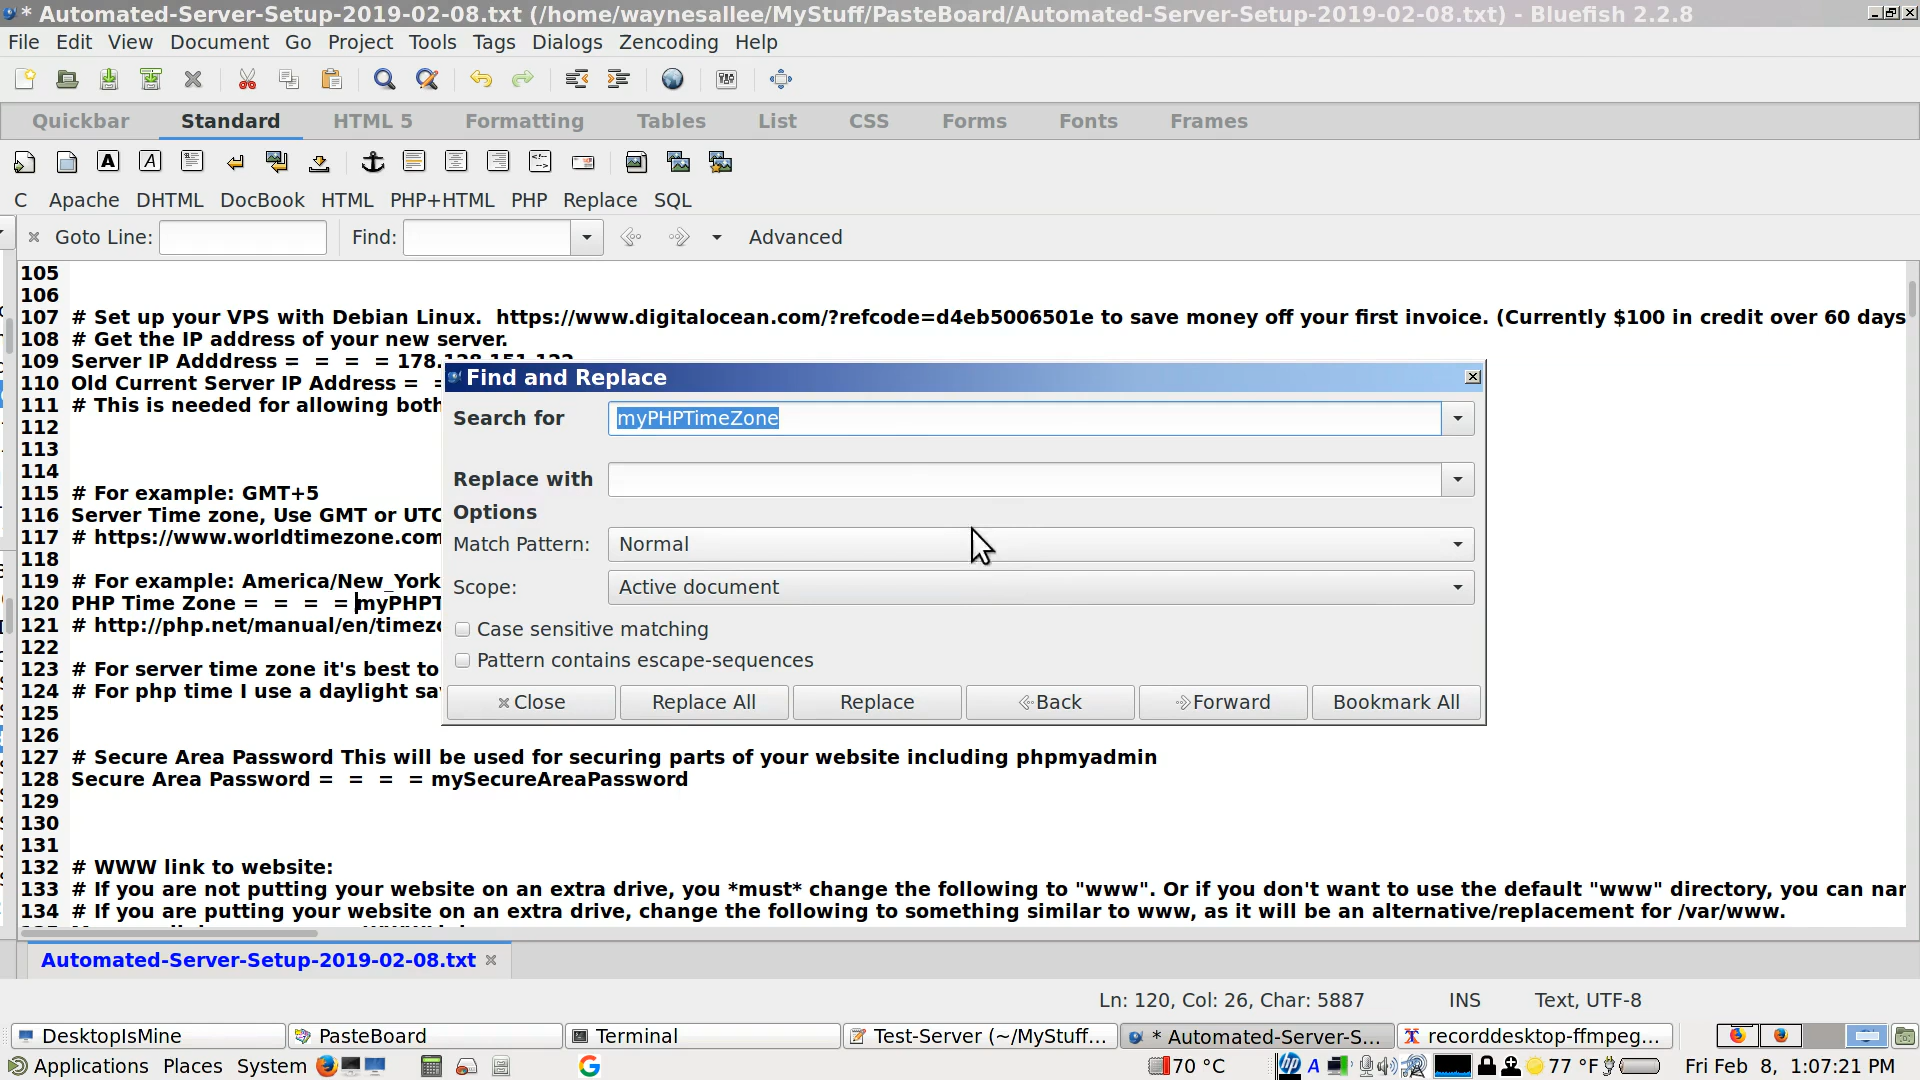 * Automated-Server-Setup-2019-02-08.txt (/home/waynesallee/MyStuff/PasteBoard/Automated-Server-Setup-2019-02-08.txt) - Bluefish 2.2.8
File Edit View Document Go Project Tools Tags Dialogs Zencoding Help
Quickbar Standard HTML 5 Formatting Tables List CSS Forms Fonts Frames
C Apache DHTML DocBook HTML PHP+HTML PHP Replace SQL
Goto Line: Find: Advanced
105
106
107 # Set up your VPS with Debian Linux.  https://www.digitalocean.com/?refcode=d4eb5006501e to save money off your first invoice. (Currently $100 in credit over 60 days
108 # Get the IP address of your new server.
109 Server IP Adddress =  =  =  = 178.128.151.122
110 Old Current Server IP Address =  =
111 # This is needed for allowing both
112
113
114
115 # For example: GMT+5
116 Server Time zone, Use GMT or UTC
117 # https://www.worldtimezone.com
118
119 # For example: America/New_York
120 PHP Time Zone =  =  =  = myPHPT
121 # http://php.net/manual/en/timezo
122
123 # For server time zone it's best to
124 # For php time I use a daylight sa
125
126
127 # Secure Area Password This will be used for securing parts of your website including phpmyadmin
128 Secure Area Password =  =  =  = mySecureAreaPassword
129
130
131
132 # WWW link to website:
133 # If you are not putting your website on an extra drive, you *must* change the following to "www". Or if you don't want to use the default "www" directory, you can nar
134 # If you are putting your website on an extra drive, change the following to something similar to www, as it will be an alternative/replacement for /var/www.
Find and Replace
Search for myPHPTimeZone
Replace with
Options
Match Pattern: Normal
Scope: Active document
Case sensitive matching
Pattern contains escape-sequences
Close Replace All Replace Back Forward Bookmark All
Automated-Server-Setup-2019-02-08.txt
Ln: 120, Col: 26, Char: 5887 INS Text, UTF-8
DesktopIsMine PasteBoard Terminal Test-Server (~/MyStuff... * Automated-Server-S... recorddesktop-ffmpeg...
Applications Places System 70 °C A 77 °F Fri Feb  8,  1:07:21 PM